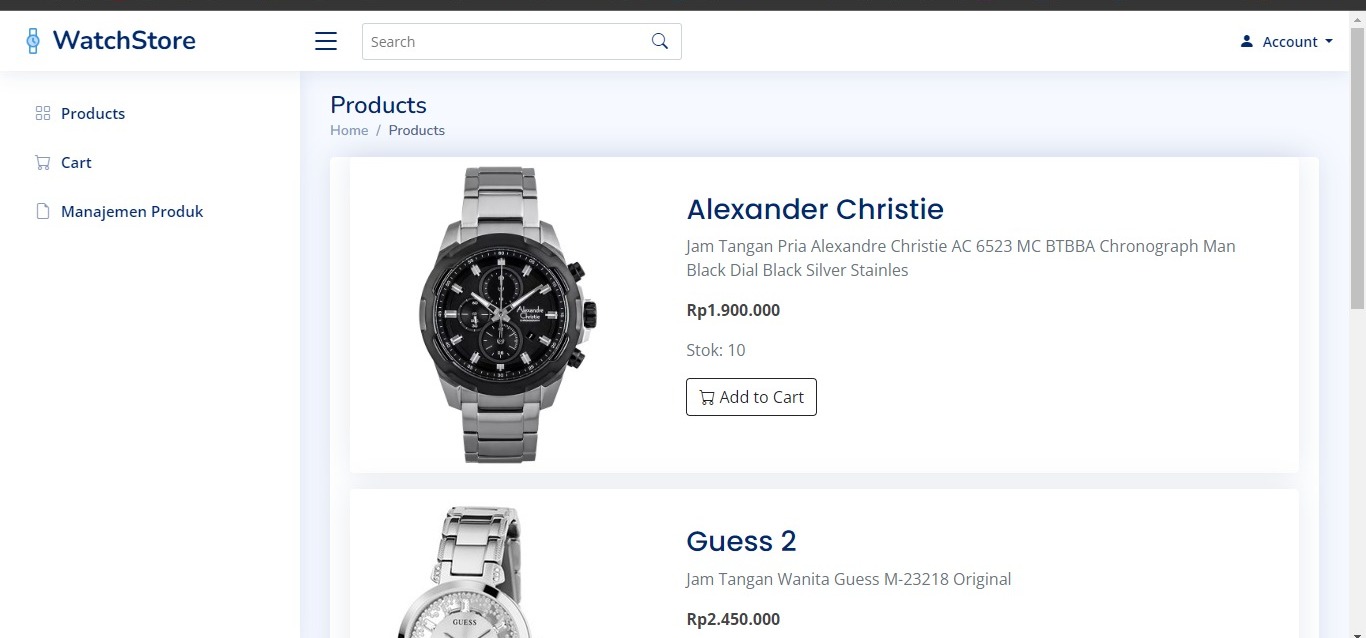 WatchStore
Search
Account
Products
Cart
Manajemen Produk
Products
Home / Products
Alexandre
Christie
Alexander Christie
Jam Tangan Pria Alexandre Christie AC 6523 MC BTBBA Chronograph Man
Black Dial Black Silver Stainles
Rp1.900.000
Stok: 10
Add to Cart
GUESS
Guess 2
Jam Tangan Wanita Guess M-23218 Original
Rp2.450.000